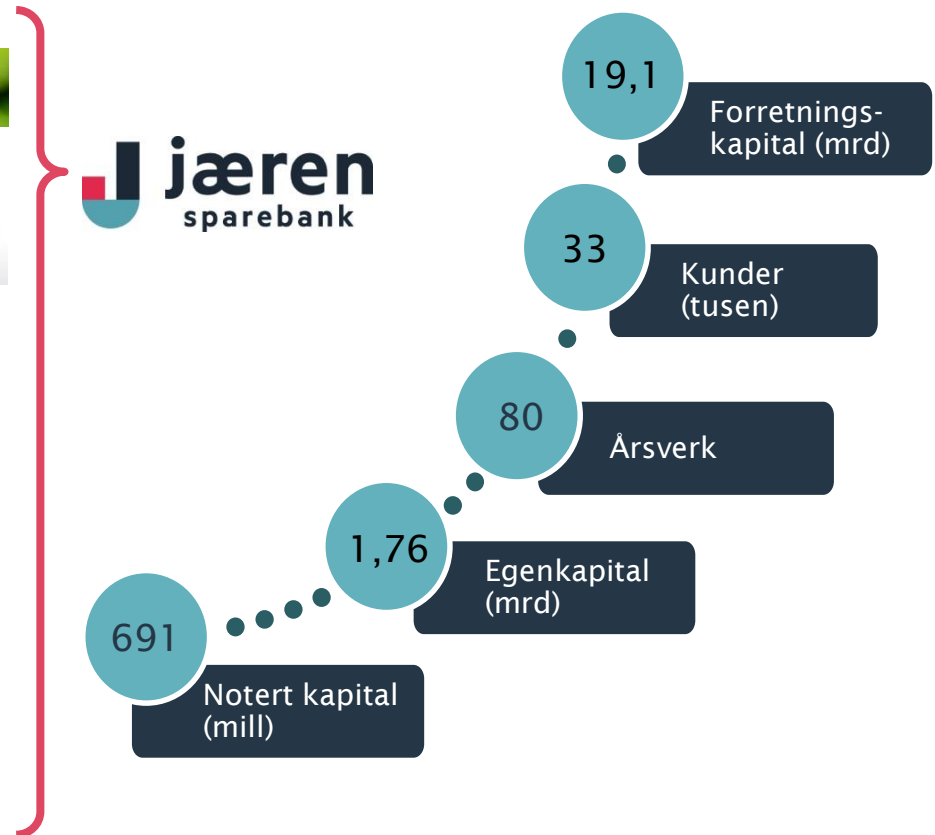 19,1
Forretnings-
kapital (mrd)
jæren
sparebank
33
Kunder
(tusen)
80
Årsverk
1,76
Egenkapital
(mrd)
691
Notert kapital
(mill)